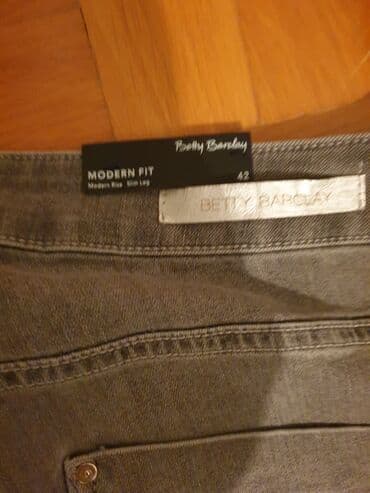 Betty Barclay
MODERN FIT
Modern Rise Slim Leg
42
BETTY BARCLAY